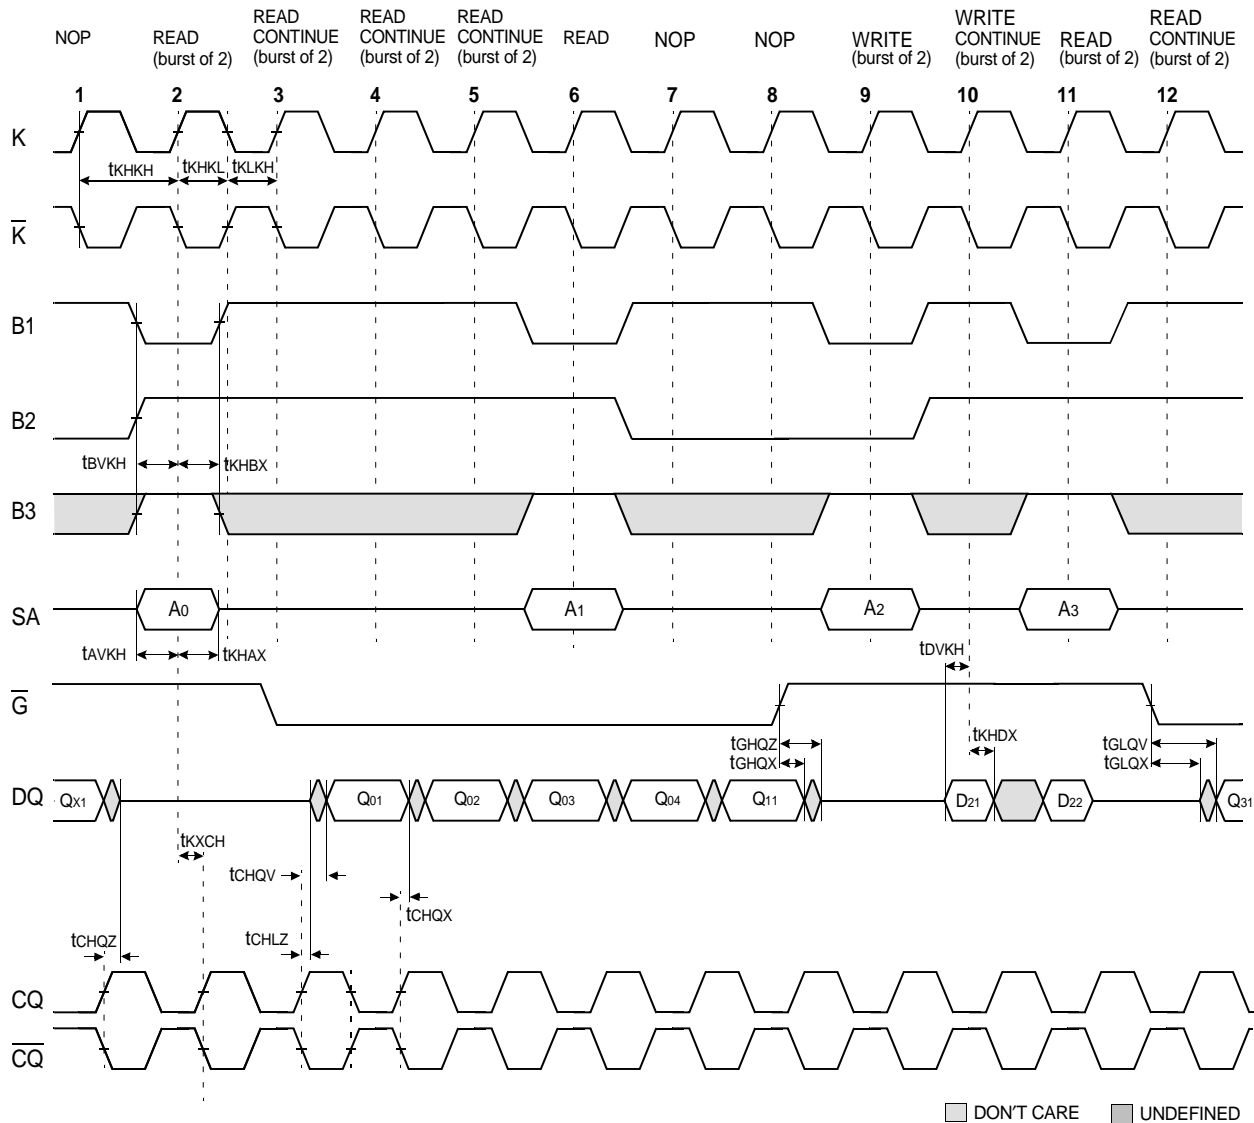 NOP
READ
(burst of 2)
READ
CONTINUE
(burst of 2)
READ
CONTINUE
(burst of 2)
READ
CONTINUE
(burst of 2)
READ
NOP
NOP
WRITE
(burst of 2)
WRITE
CONTINUE
(burst of 2)
READ
(burst of 2)
READ
CONTINUE
(burst of 2)
1 2 3 4 5 6 7 8 9 10 11 12
K
tKHKH tKHKL tKLKH
K
B1
B2
tBVKH tKHBX
B3
SA A0 A1 A2 A3
tAVKH tKHAX
tDVKH
G
tKHDX
tGHQZ tGLQV
tGHQX tGLQX
DQ QX1 Q01 Q02 Q03 Q04 Q11 D21 D22 Q31
tKXCH
tCHQV
tCHQX
tCHQZ tCHLZ
CQ
CQ
DON'T CARE UNDEFINED